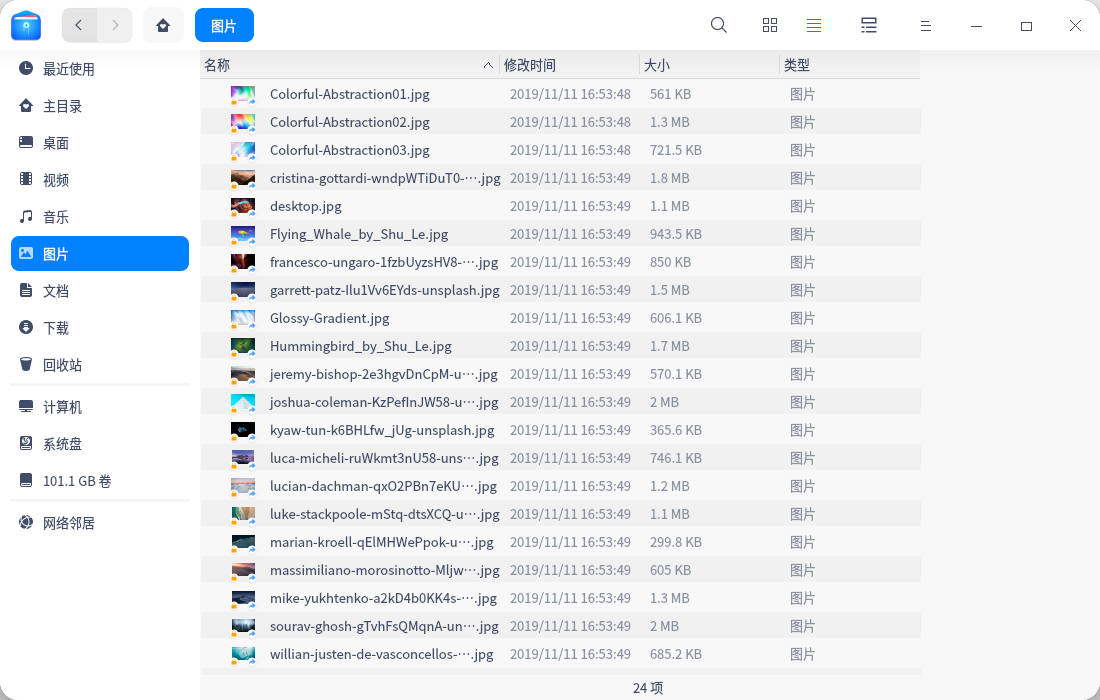 图片
最近使用
主目录
桌面
视频
音乐
图片
文档
下载
回收站
计算机
系统盘
101.1 GB 卷
网络邻居
名称 修改时间 大小 类型
Colorful-Abstraction01.jpg 2019/11/11 16:53:48 561 KB 图片
Colorful-Abstraction02.jpg 2019/11/11 16:53:48 1.3 MB 图片
Colorful-Abstraction03.jpg 2019/11/11 16:53:48 721.5 KB 图片
cristina-gottardi-wndpWTiDuT0-···.jpg 2019/11/11 16:53:49 1.8 MB 图片
desktop.jpg 2019/11/11 16:53:49 1.1 MB 图片
Flying_Whale_by_Shu_Le.jpg 2019/11/11 16:53:49 943.5 KB 图片
francesco-ungaro-1fzbUyzsHV8-···.jpg 2019/11/11 16:53:49 850 KB 图片
garrett-patz-Ilu1Vv6EYds-unsplash.jpg 2019/11/11 16:53:49 1.5 MB 图片
Glossy-Gradient.jpg 2019/11/11 16:53:49 606.1 KB 图片
Hummingbird_by_Shu_Le.jpg 2019/11/11 16:53:49 1.7 MB 图片
jeremy-bishop-2e3hgvDnCpM-u···.jpg 2019/11/11 16:53:49 570.1 KB 图片
joshua-coleman-KzPefInJW58-u···.jpg 2019/11/11 16:53:49 2 MB 图片
kyaw-tun-k6BHLfw_jUg-unsplash.jpg 2019/11/11 16:53:49 365.6 KB 图片
luca-micheli-ruWkmt3nU58-uns···.jpg 2019/11/11 16:53:49 746.1 KB 图片
lucian-dachman-qxO2PBn7eKU···.jpg 2019/11/11 16:53:49 1.2 MB 图片
luke-stackpoole-mStq-dtsXCQ-u···.jpg 2019/11/11 16:53:49 1.1 MB 图片
marian-kroell-qElMHWePpok-u···.jpg 2019/11/11 16:53:49 299.8 KB 图片
massimiliano-morosinotto-Mljw···.jpg 2019/11/11 16:53:49 605 KB 图片
mike-yukhtenko-a2kD4b0KK4s-···.jpg 2019/11/11 16:53:49 1.3 MB 图片
sourav-ghosh-gTvhFsQMqnA-un···.jpg 2019/11/11 16:53:49 2 MB 图片
willian-justen-de-vasconcellos-···.jpg 2019/11/11 16:53:49 685.2 KB 图片
24 项